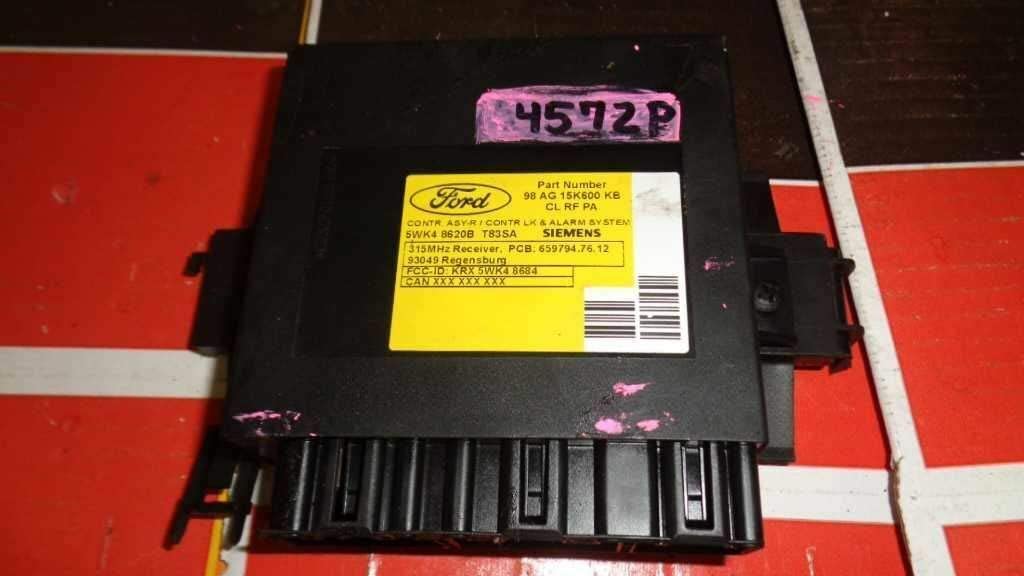 4572P
Ford
Part Number
98 AG 15K600 KB
CL RF PA
CONTR. ASY-R / CONTR LK & ALARM SYSTEM
5WK4 8620B T83SA SIEMENS
315MHz Receiver, PCB: 659794.76.12
93049 Regensburg
FCC-ID: KRX 5WK4 8684
CAN XXX XXX XXX